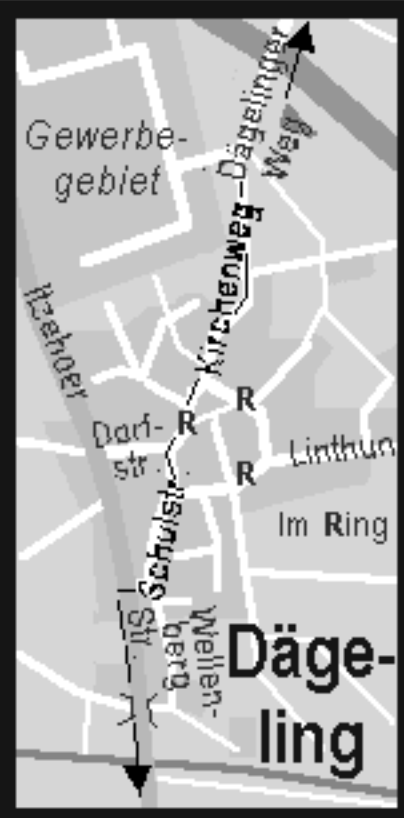 Dägelinger
Weg
Gewerbe-
gebiet
Kirchenweg
Itzehoer
R
R
Dorf-
str.
Linthun
R
Schulstr.
Im Ring
Str.
Wellen-
berg
Däge-
ling